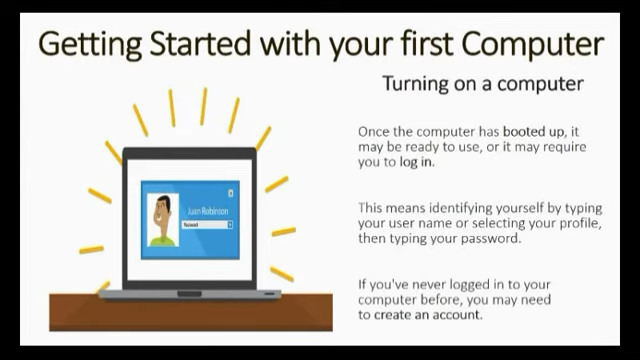 Getting Started with your first Computer
Turning on a computer
Once the computer has booted up, it
may be ready to use, or it may require
you to log in.
This means identifying yourself by typing
your user name or selecting your profile,
then typing your password.
If you've never logged in to your
computer before, you may need
to create an account.
Juan Robinson